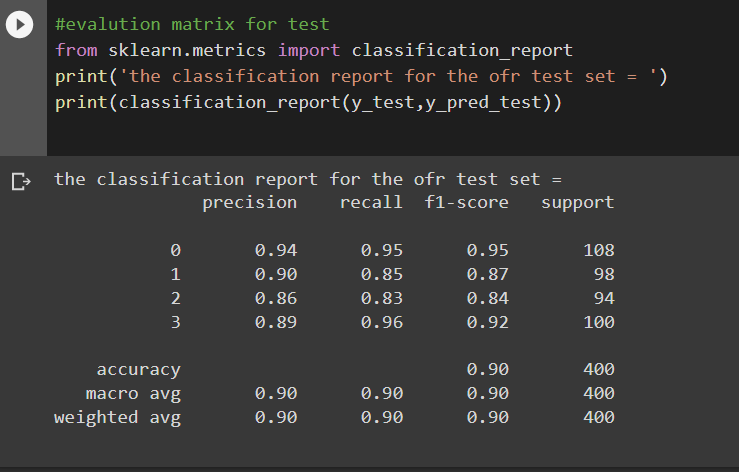 #evalution matrix for test
from sklearn.metrics import classification_report
print('the classification report for the ofr test set = ')
print(classification_report(y_test,y_pred_test))
the classification report for the ofr test set =
precision recall f1-score support
0 0.94 0.95 0.95 108
1 0.90 0.85 0.87 98
2 0.86 0.83 0.84 94
3 0.89 0.96 0.92 100
accuracy 0.90 400
macro avg 0.90 0.90 0.90 400
weighted avg 0.90 0.90 0.90 400